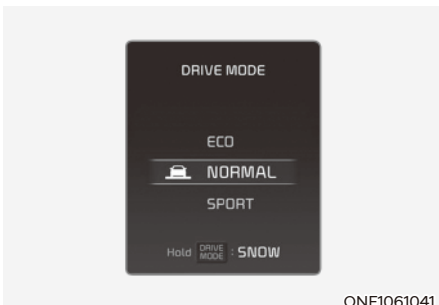 DRIVE MODE
ECO
NORMAL
SPORT
Hold DRIVE MODE : SNOW
ONE1061041